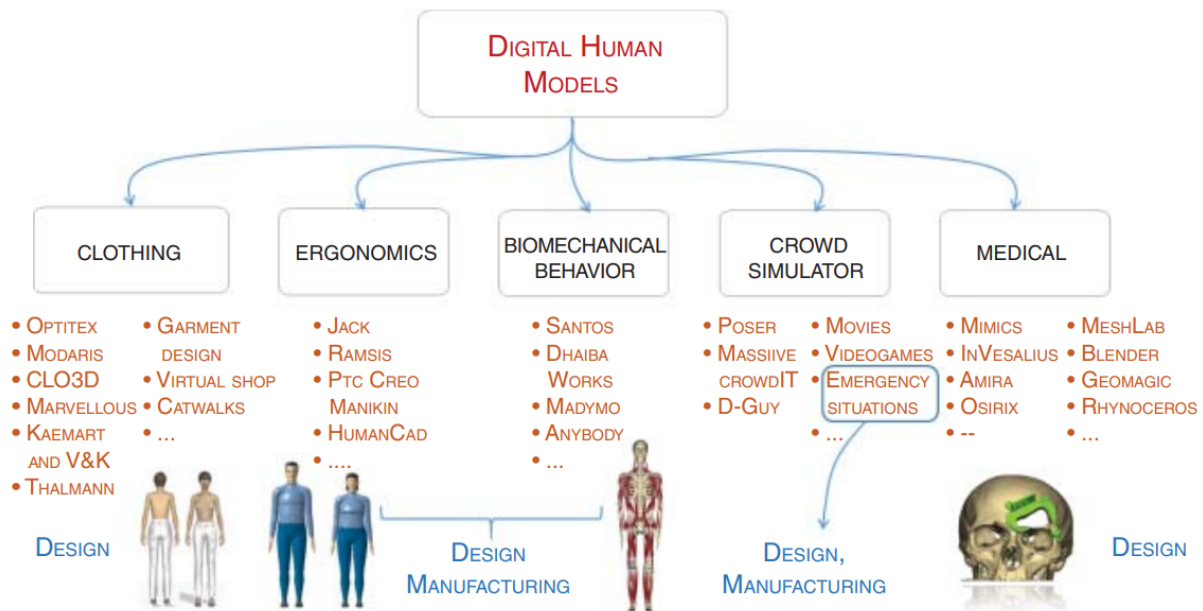 DIGITAL HUMAN
MODELS
CLOTHING
ERGONOMICS
BIOMECHANICAL
BEHAVIOR
CROWD
SIMULATOR
MEDICAL
• OPTITEX
• MODARIS
• CLO3D
• MARVELLOUS
• KAEMART
AND V&K
• THALMANN
• GARMENT
DESIGN
• VIRTUAL SHOP
• CATWALKS
• ...
• JACK
• RAMSIS
• PTC CREO
MANIKIN
• HUMANCAD
• ....
• SANTOS
• DHAIBA
WORKS
• MADYMO
• ANYBODY
• ...
• POSER
• MASSIIVE
CROWDIT
• D-GUY
• MOVIES
• VIDEOGAMES
• EMERGENCY
SITUATIONS
• ...
• MIMICS
• INVESALIUS
• AMIRA
• OSIRIX
• --
• MESHLAB
• BLENDER
• GEOMAGIC
• RHYNOCEROS
• ...
DESIGN
DESIGN
MANUFACTURING
DESIGN,
MANUFACTURING
DESIGN